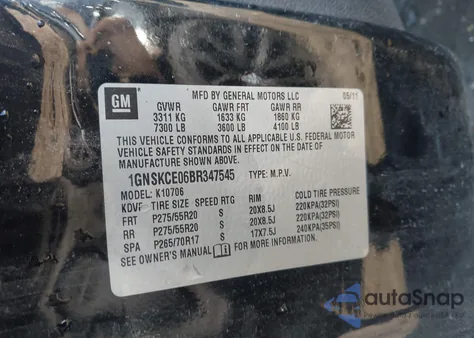 GM
MFD BY GENERAL MOTORS LLC
05/11
GVWR GAWR FRT GAWR RR
3311 KG 1633 KG 1860 KG
7300 LB 3600 LB 4100 LB
THIS VEHICLE CONFORMS TO ALL APPLICABLE U.S. FEDERAL MOTOR
VEHICLE SAFETY AND THEFT PREVENTION STANDARDS IN EFFECT ON THE DATE OF
MANUFACTURE SHOWN ABOVE.
1GNSKCE06BR347545 TYPE: M.P.V.
MODEL: K10706
KDVF TIRE SIZE SPEED RTG RIM COLD TIRE PRESSURE
FRT P275/55R20 S 20X8.5J 220KPA(32PSI)
RR P275/55R20 S 20X8.5J 220KPA(32PSI)
SPA P265/70R17 S 17X7.5J 240KPA(35PSI)
SEE OWNER'S MANUAL FOR MORE INFORMATION.
autoSnap